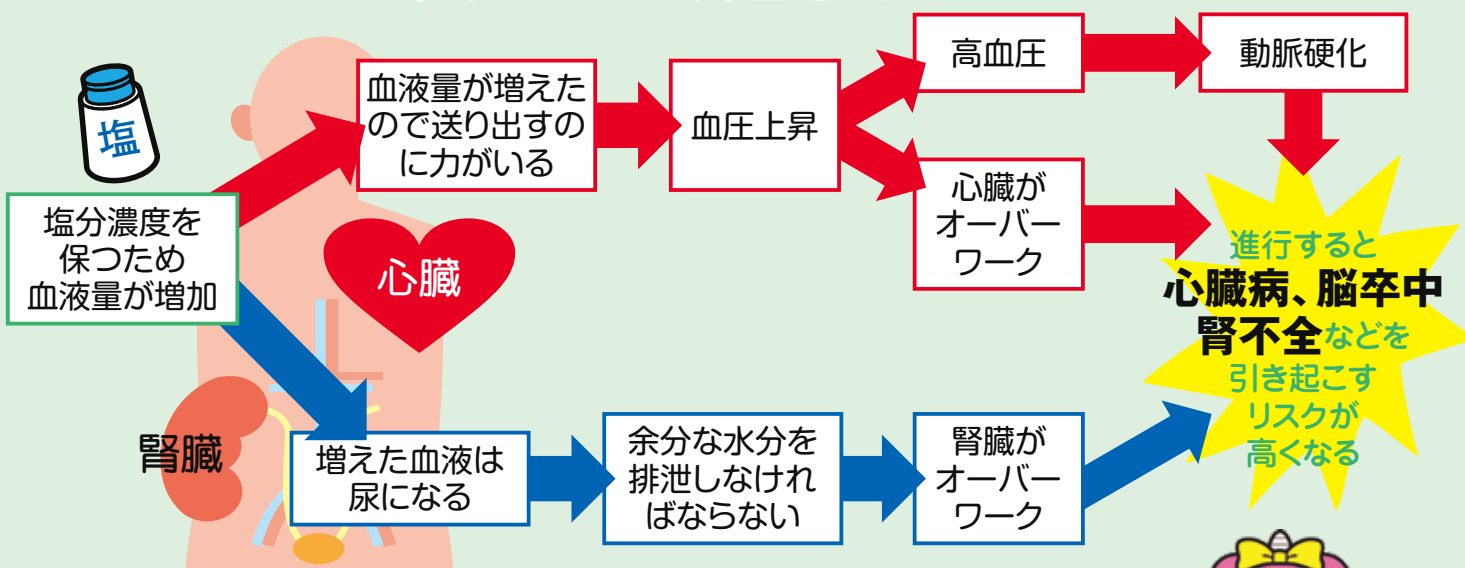 塩
塩分濃度を
保つため
血液量が増加
血液量が増えた
ので送り出すの
に力がいる
血圧上昇
高血圧
動脈硬化
心臓が
オーバー
ワーク
心臓
腎臓
増えた血液は
尿になる
余分な水分を
排泄しなけれ
ばならない
腎臓が
オーバー
ワーク
進行すると
心臓病、脳卒中
腎不全などを
引き起こす
リスクが
高くなる